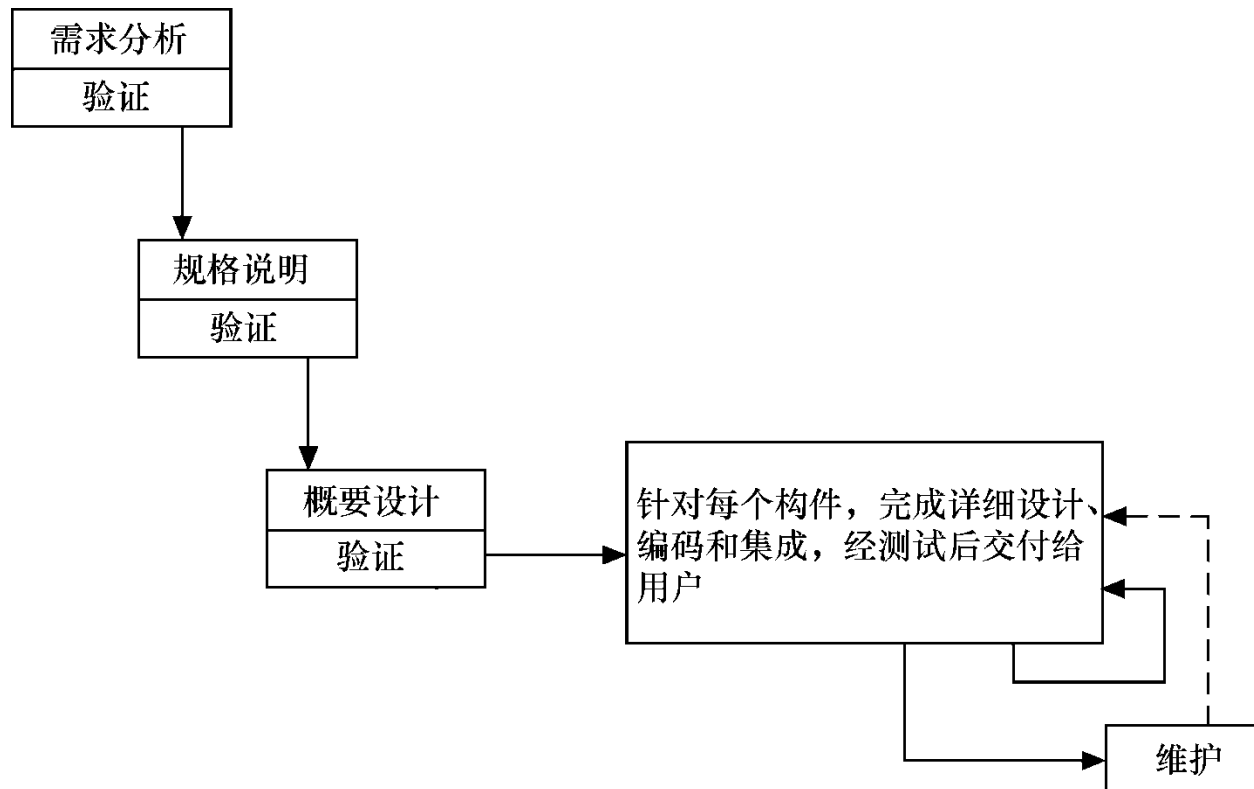 需求分析
验证
规格说明
验证
概要设计
验证
针对每个构件，完成详细设计、
编码和集成，经测试后交付给
用户
维护